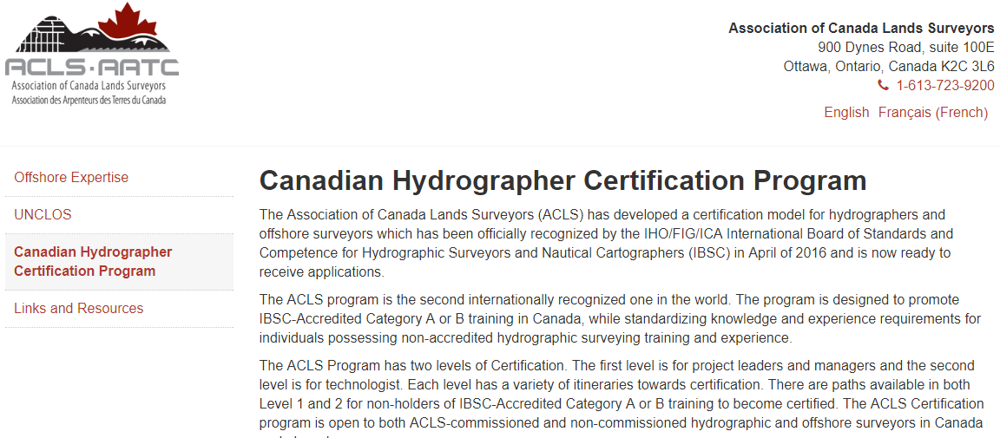 ACLS·AATC
Association of Canada Lands Surveyors
Association des Arpenteurs des Terres du Canada
Association of Canada Lands Surveyors
900 Dynes Road, suite 100E
Ottawa, Ontario, Canada K2C 3L6
1-613-723-9200
English Français (French)
Offshore Expertise
UNCLOS
Canadian Hydrographer
Certification Program
Links and Resources
Canadian Hydrographer Certification Program
The Association of Canada Lands Surveyors (ACLS) has developed a certification model for hydrographers and
offshore surveyors which has been officially recognized by the IHO/FIG/ICA International Board of Standards and
Competence for Hydrographic Surveyors and Nautical Cartographers (IBSC) in April of 2016 and is now ready to
receive applications.
The ACLS program is the second internationally recognized one in the world. The program is designed to promote
IBSC-Accredited Category A or B training in Canada, while standardizing knowledge and experience requirements for
individuals possessing non-accredited hydrographic surveying training and experience.
The ACLS Program has two levels of Certification. The first level is for project leaders and managers and the second
level is for technologist. Each level has a variety of itineraries towards certification. There are paths available in both
Level 1 and 2 for non-holders of IBSC-Accredited Category A or B training to become certified. The ACLS Certification
program is open to both ACLS-commissioned and non-commissioned hydrographic and offshore surveyors in Canada